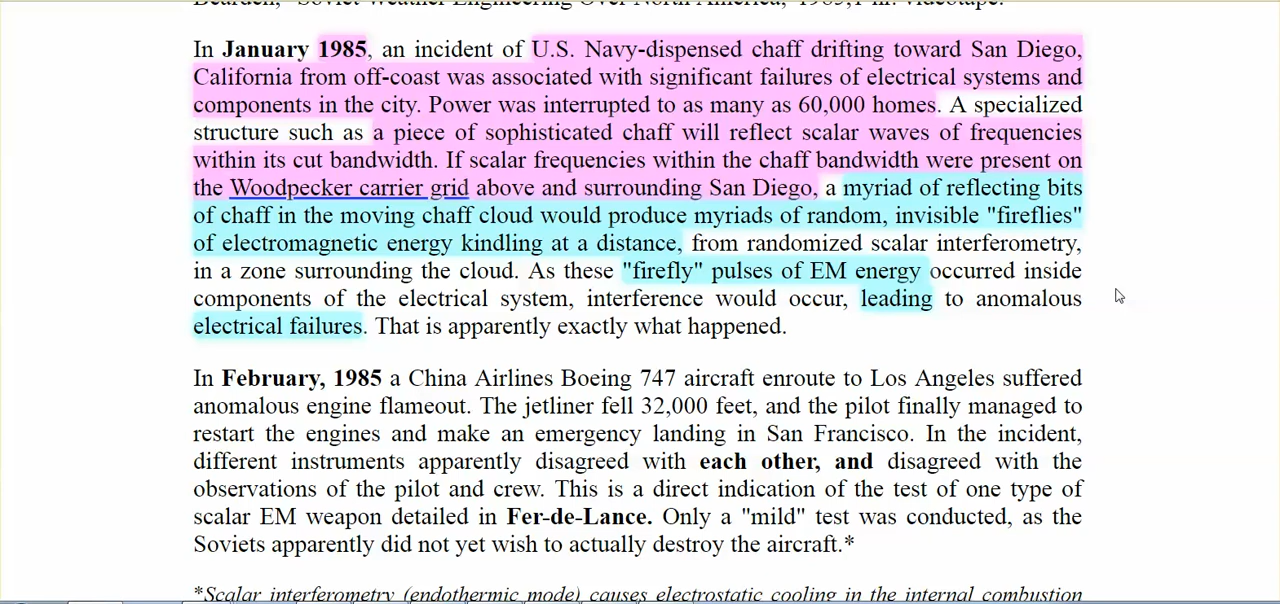 Bearden, "Soviet Weather Engineering Over North America," 1985, 1 hr. videotape.
In January 1985, an incident of U.S. Navy-dispensed chaff drifting toward San Diego,
California from off-coast was associated with significant failures of electrical systems and
components in the city. Power was interrupted to as many as 60,000 homes. A specialized
structure such as a piece of sophisticated chaff will reflect scalar waves of frequencies
within its cut bandwidth. If scalar frequencies within the chaff bandwidth were present on
the Woodpecker carrier grid above and surrounding San Diego, a myriad of reflecting bits
of chaff in the moving chaff cloud would produce myriads of random, invisible "fireflies"
of electromagnetic energy kindling at a distance, from randomized scalar interferometry,
in a zone surrounding the cloud. As these "firefly" pulses of EM energy occurred inside
components of the electrical system, interference would occur, leading to anomalous
electrical failures. That is apparently exactly what happened.
In February, 1985 a China Airlines Boeing 747 aircraft enroute to Los Angeles suffered
anomalous engine flameout. The jetliner fell 32,000 feet, and the pilot finally managed to
restart the engines and make an emergency landing in San Francisco. In the incident,
different instruments apparently disagreed with each other, and disagreed with the
observations of the pilot and crew. This is a direct indication of the test of one type of
scalar EM weapon detailed in Fer-de-Lance. Only a "mild" test was conducted, as the
Soviets apparently did not yet wish to actually destroy the aircraft.*
*Scalar interferometry (endothermic mode) causes electrostatic cooling in the internal combustion